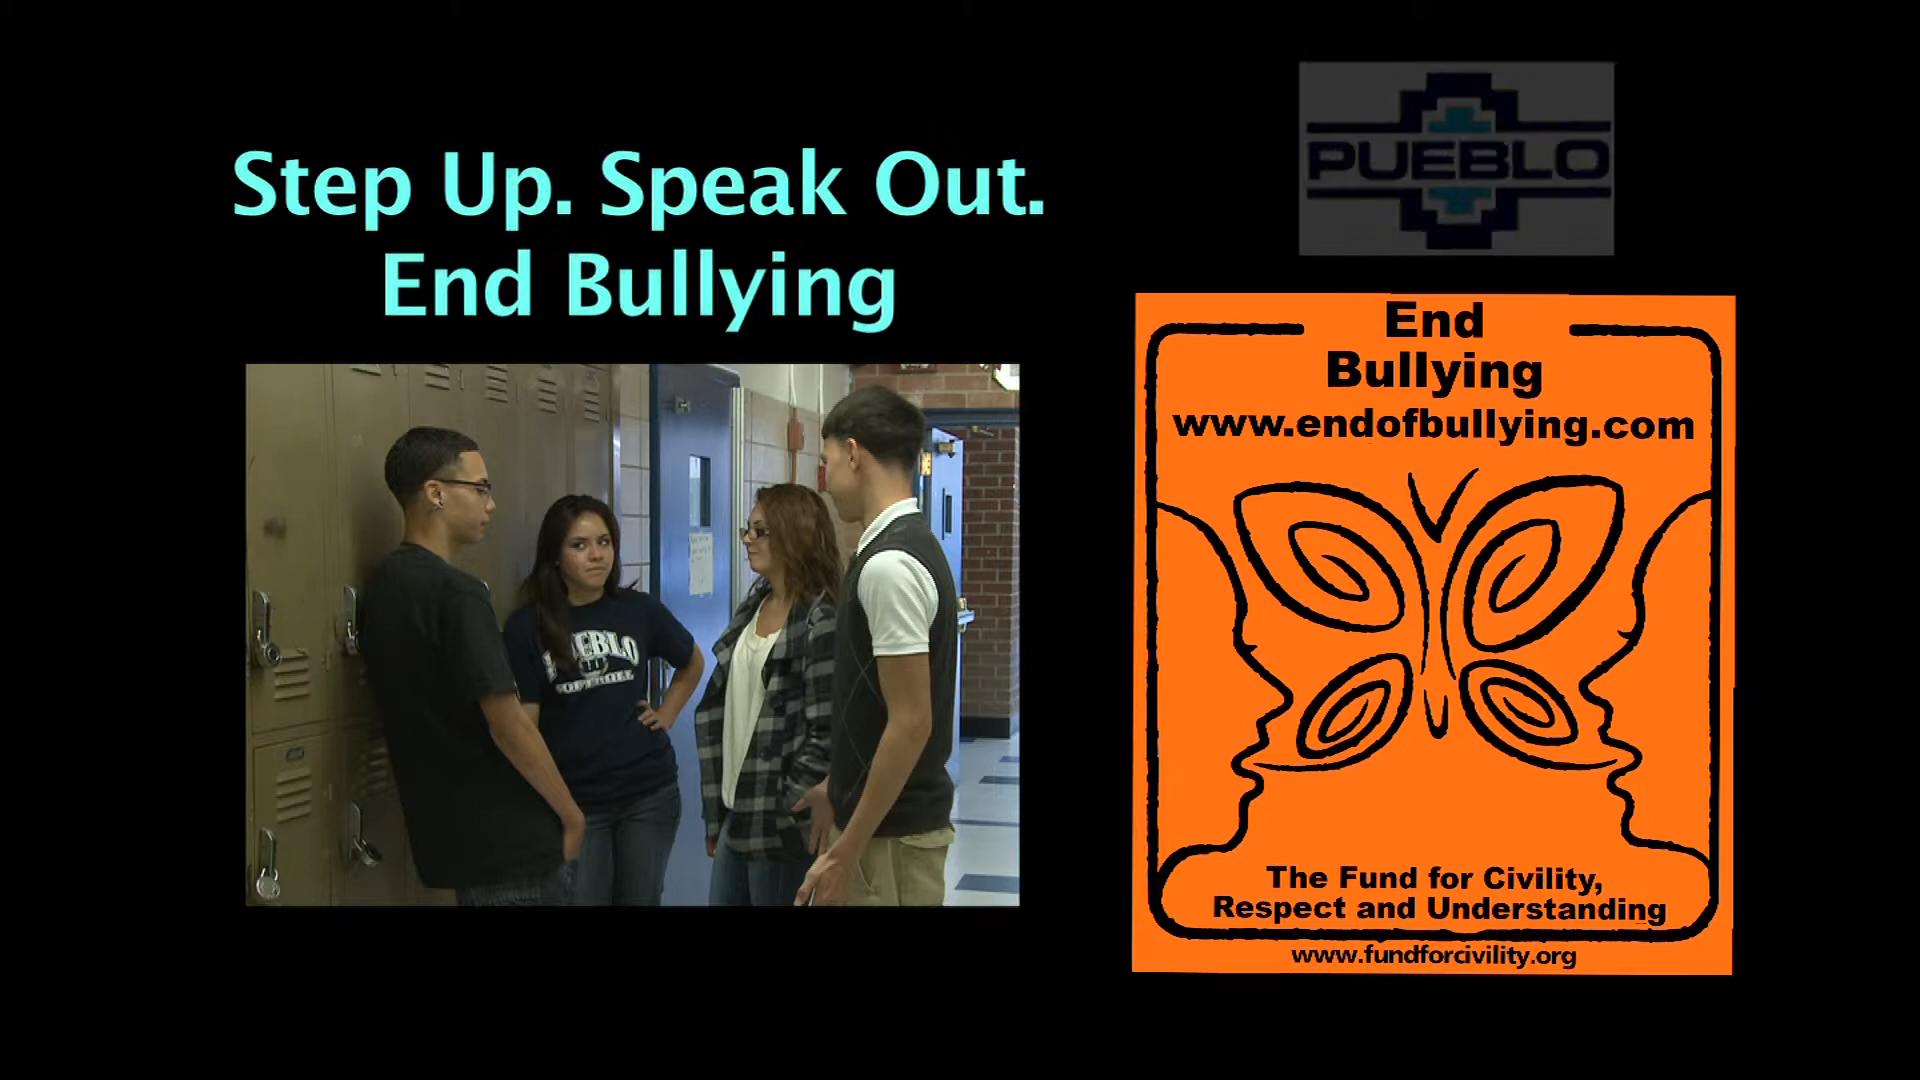 Step Up. Speak Out.
End Bullying
PUEBLO
PUEBLO
End
Bullying
www.endofbullying.com
The Fund for Civility,
Respect and Understanding
www.fundforcivility.org